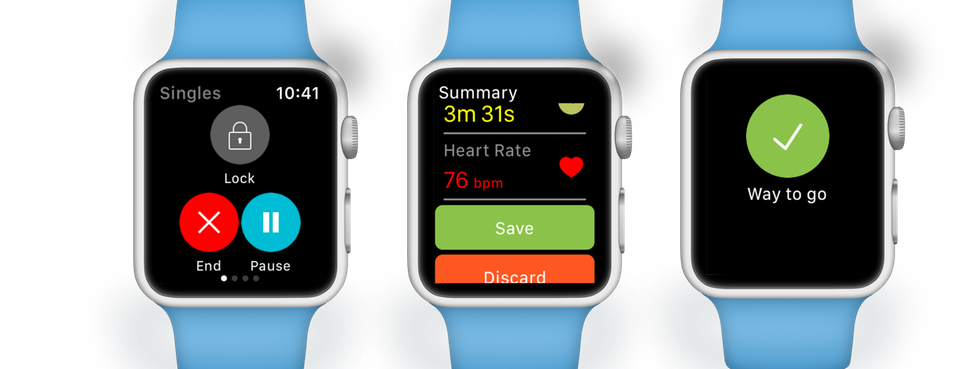 Singles 10:41
Lock
End Pause
Summary
3m 31s
Heart Rate
76 bpm
Save
Discard
Way to go